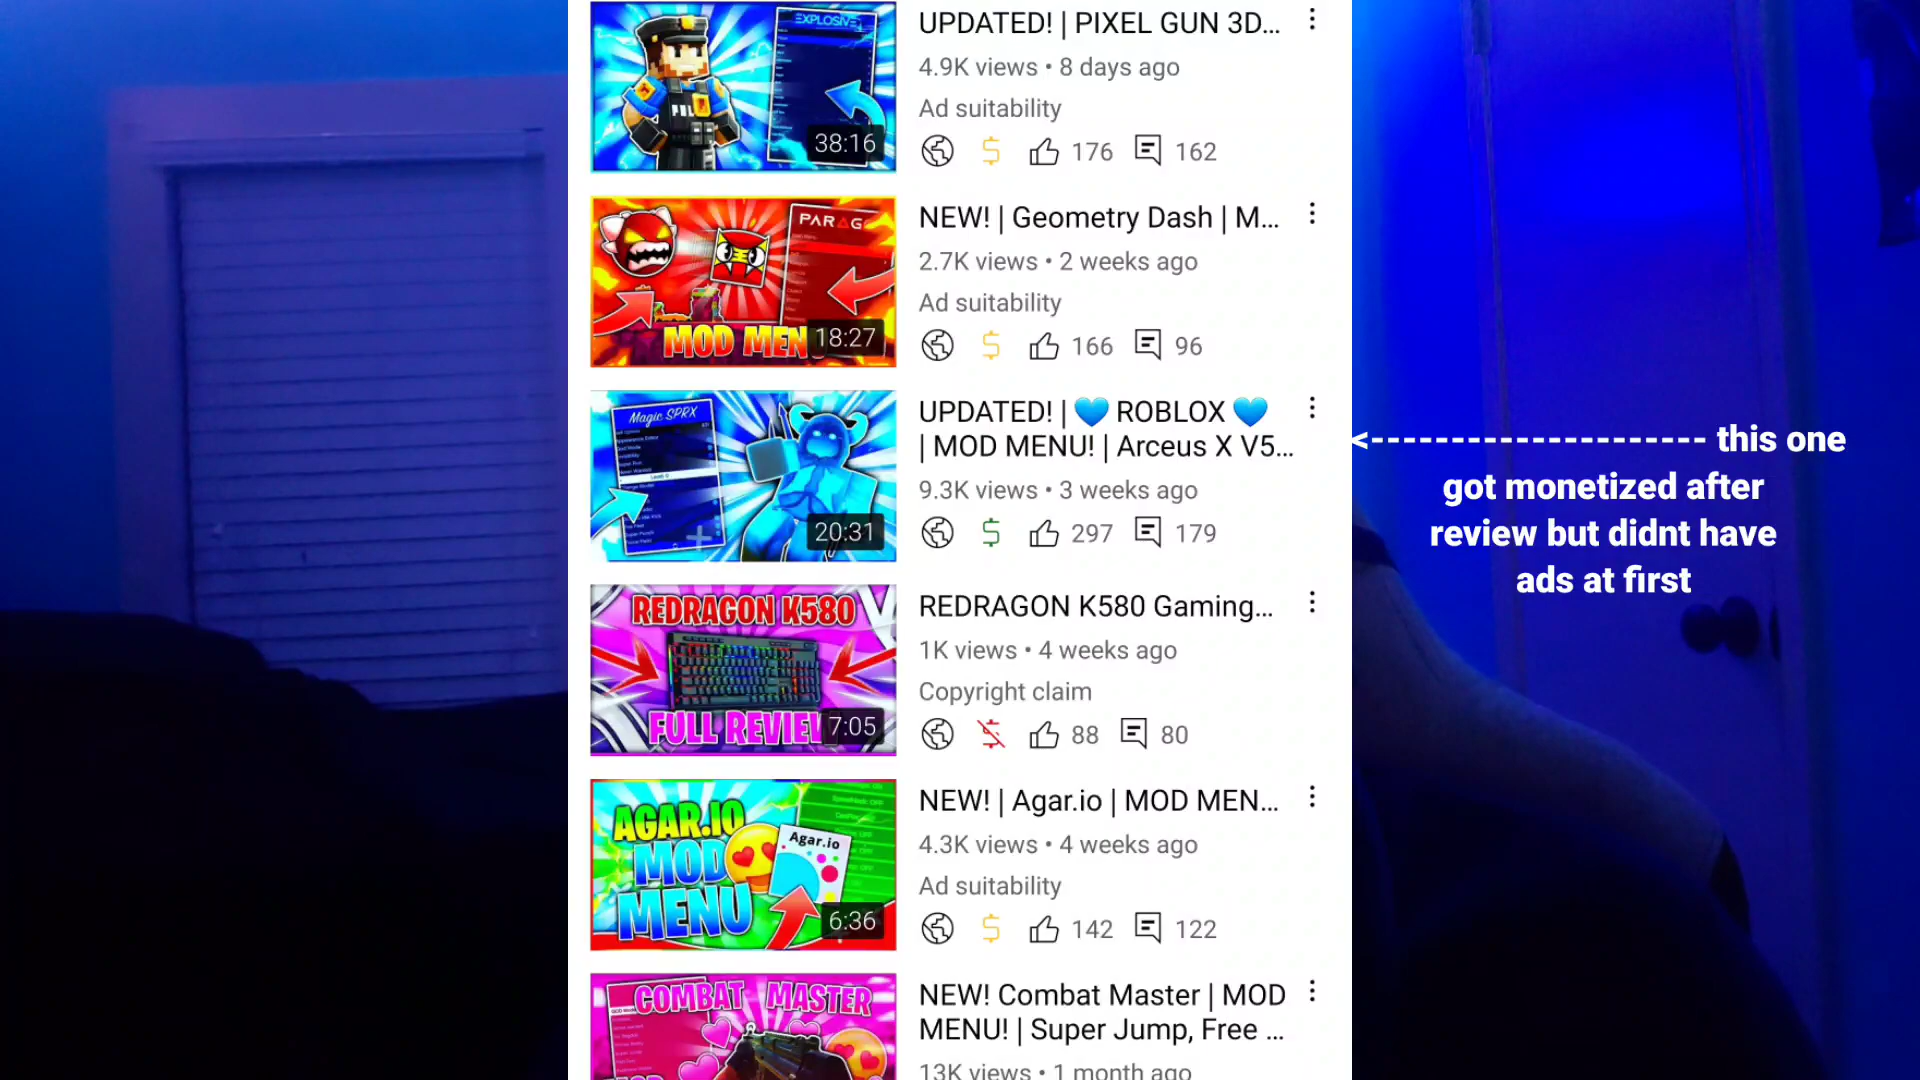 EXPLOSIVE
38:16
UPDATED! | PIXEL GUN 3D...
4.9K views • 8 days ago
Ad suitability
176
162
PARAG
MOD MEN
18:27
NEW! | Geometry Dash | M...
2.7K views • 2 weeks ago
Ad suitability
166
96
Magic SPRX
20:31
UPDATED! | 💙 ROBLOX 💙
| MOD MENU! | Arceus X V5...
9.3K views • 3 weeks ago
297
179
<--------------------- this one
got monetized after
review but didnt have
ads at first
REDRAGON K580
FULL REVIEW
7:05
REDRAGON K580 Gaming...
1K views • 4 weeks ago
Copyright claim
88
80
AGAR.IO
MOD
MENU
Agar.io
6:36
NEW! | Agar.io | MOD MEN...
4.3K views • 4 weeks ago
Ad suitability
142
122
COMBAT MASTER
NEW! Combat Master | MOD
MENU! | Super Jump, Free ...
13K views • 1 month ago